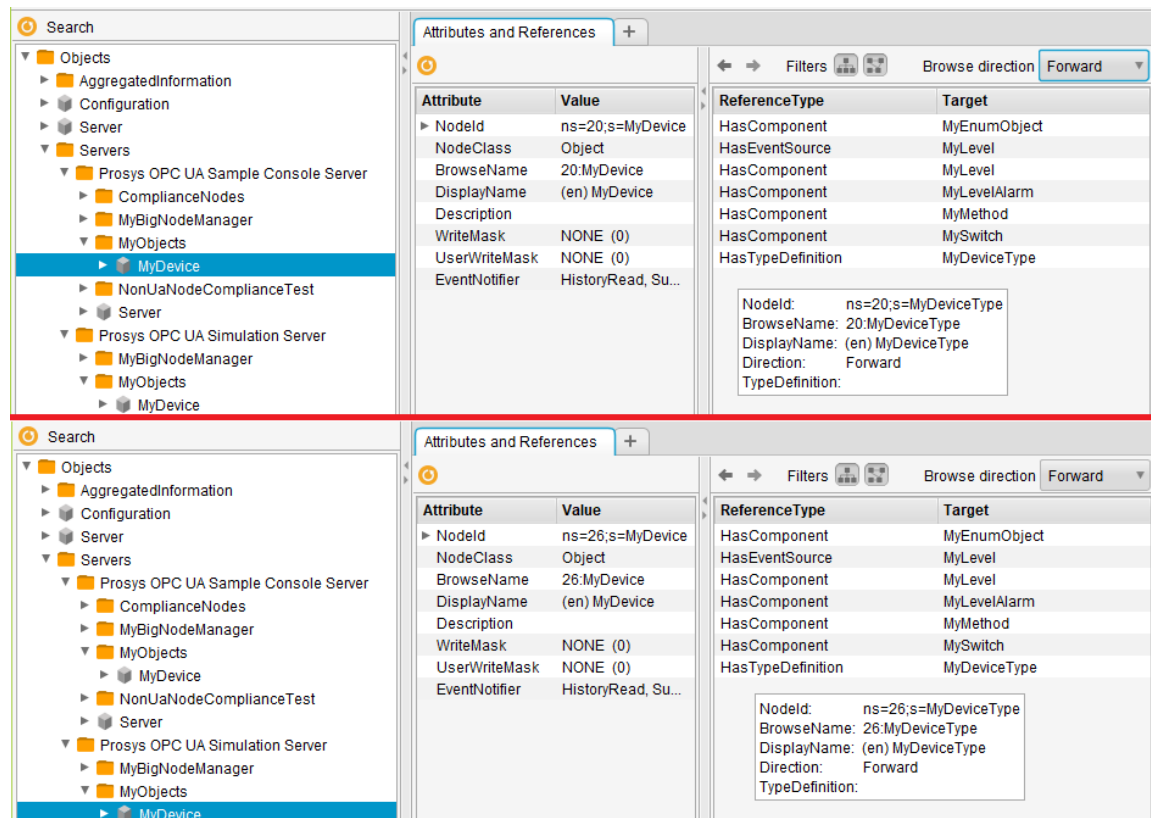 Search
Objects
AggregatedInformation
Configuration
Server
Servers
Prosys OPC UA Sample Console Server
ComplianceNodes
MyBigNodeManager
MyObjects
MyDevice
NonUaNodeComplianceTest
Server
Prosys OPC UA Simulation Server
MyBigNodeManager
MyObjects
MyDevice
Attributes and References +
Attribute Value
NodeId ns=20;s=MyDevice
NodeClass Object
BrowseName 20:MyDevice
DisplayName (en) MyDevice
Description
WriteMask NONE (0)
UserWriteMask NONE (0)
EventNotifier HistoryRead, Su...
Filters Browse direction Forward
ReferenceType Target
HasComponent MyEnumObject
HasEventSource MyLevel
HasComponent MyLevel
HasComponent MyLevelAlarm
HasComponent MyMethod
HasComponent MySwitch
HasTypeDefinition MyDeviceType
NodeId: ns=20;s=MyDeviceType
BrowseName: 20:MyDeviceType
DisplayName: (en) MyDeviceType
Direction: Forward
TypeDefinition:
Search
Objects
AggregatedInformation
Configuration
Server
Servers
Prosys OPC UA Sample Console Server
ComplianceNodes
MyBigNodeManager
MyObjects
MyDevice
NonUaNodeComplianceTest
Server
Prosys OPC UA Simulation Server
MyBigNodeManager
MyObjects
MyDevice
Attributes and References +
Attribute Value
NodeId ns=26;s=MyDevice
NodeClass Object
BrowseName 26:MyDevice
DisplayName (en) MyDevice
Description
WriteMask NONE (0)
UserWriteMask NONE (0)
EventNotifier HistoryRead, Su...
Filters Browse direction Forward
ReferenceType Target
HasComponent MyEnumObject
HasEventSource MyLevel
HasComponent MyLevel
HasComponent MyLevelAlarm
HasComponent MyMethod
HasComponent MySwitch
HasTypeDefinition MyDeviceType
NodeId: ns=26;s=MyDeviceType
BrowseName: 26:MyDeviceType
DisplayName: (en) MyDeviceType
Direction: Forward
TypeDefinition: